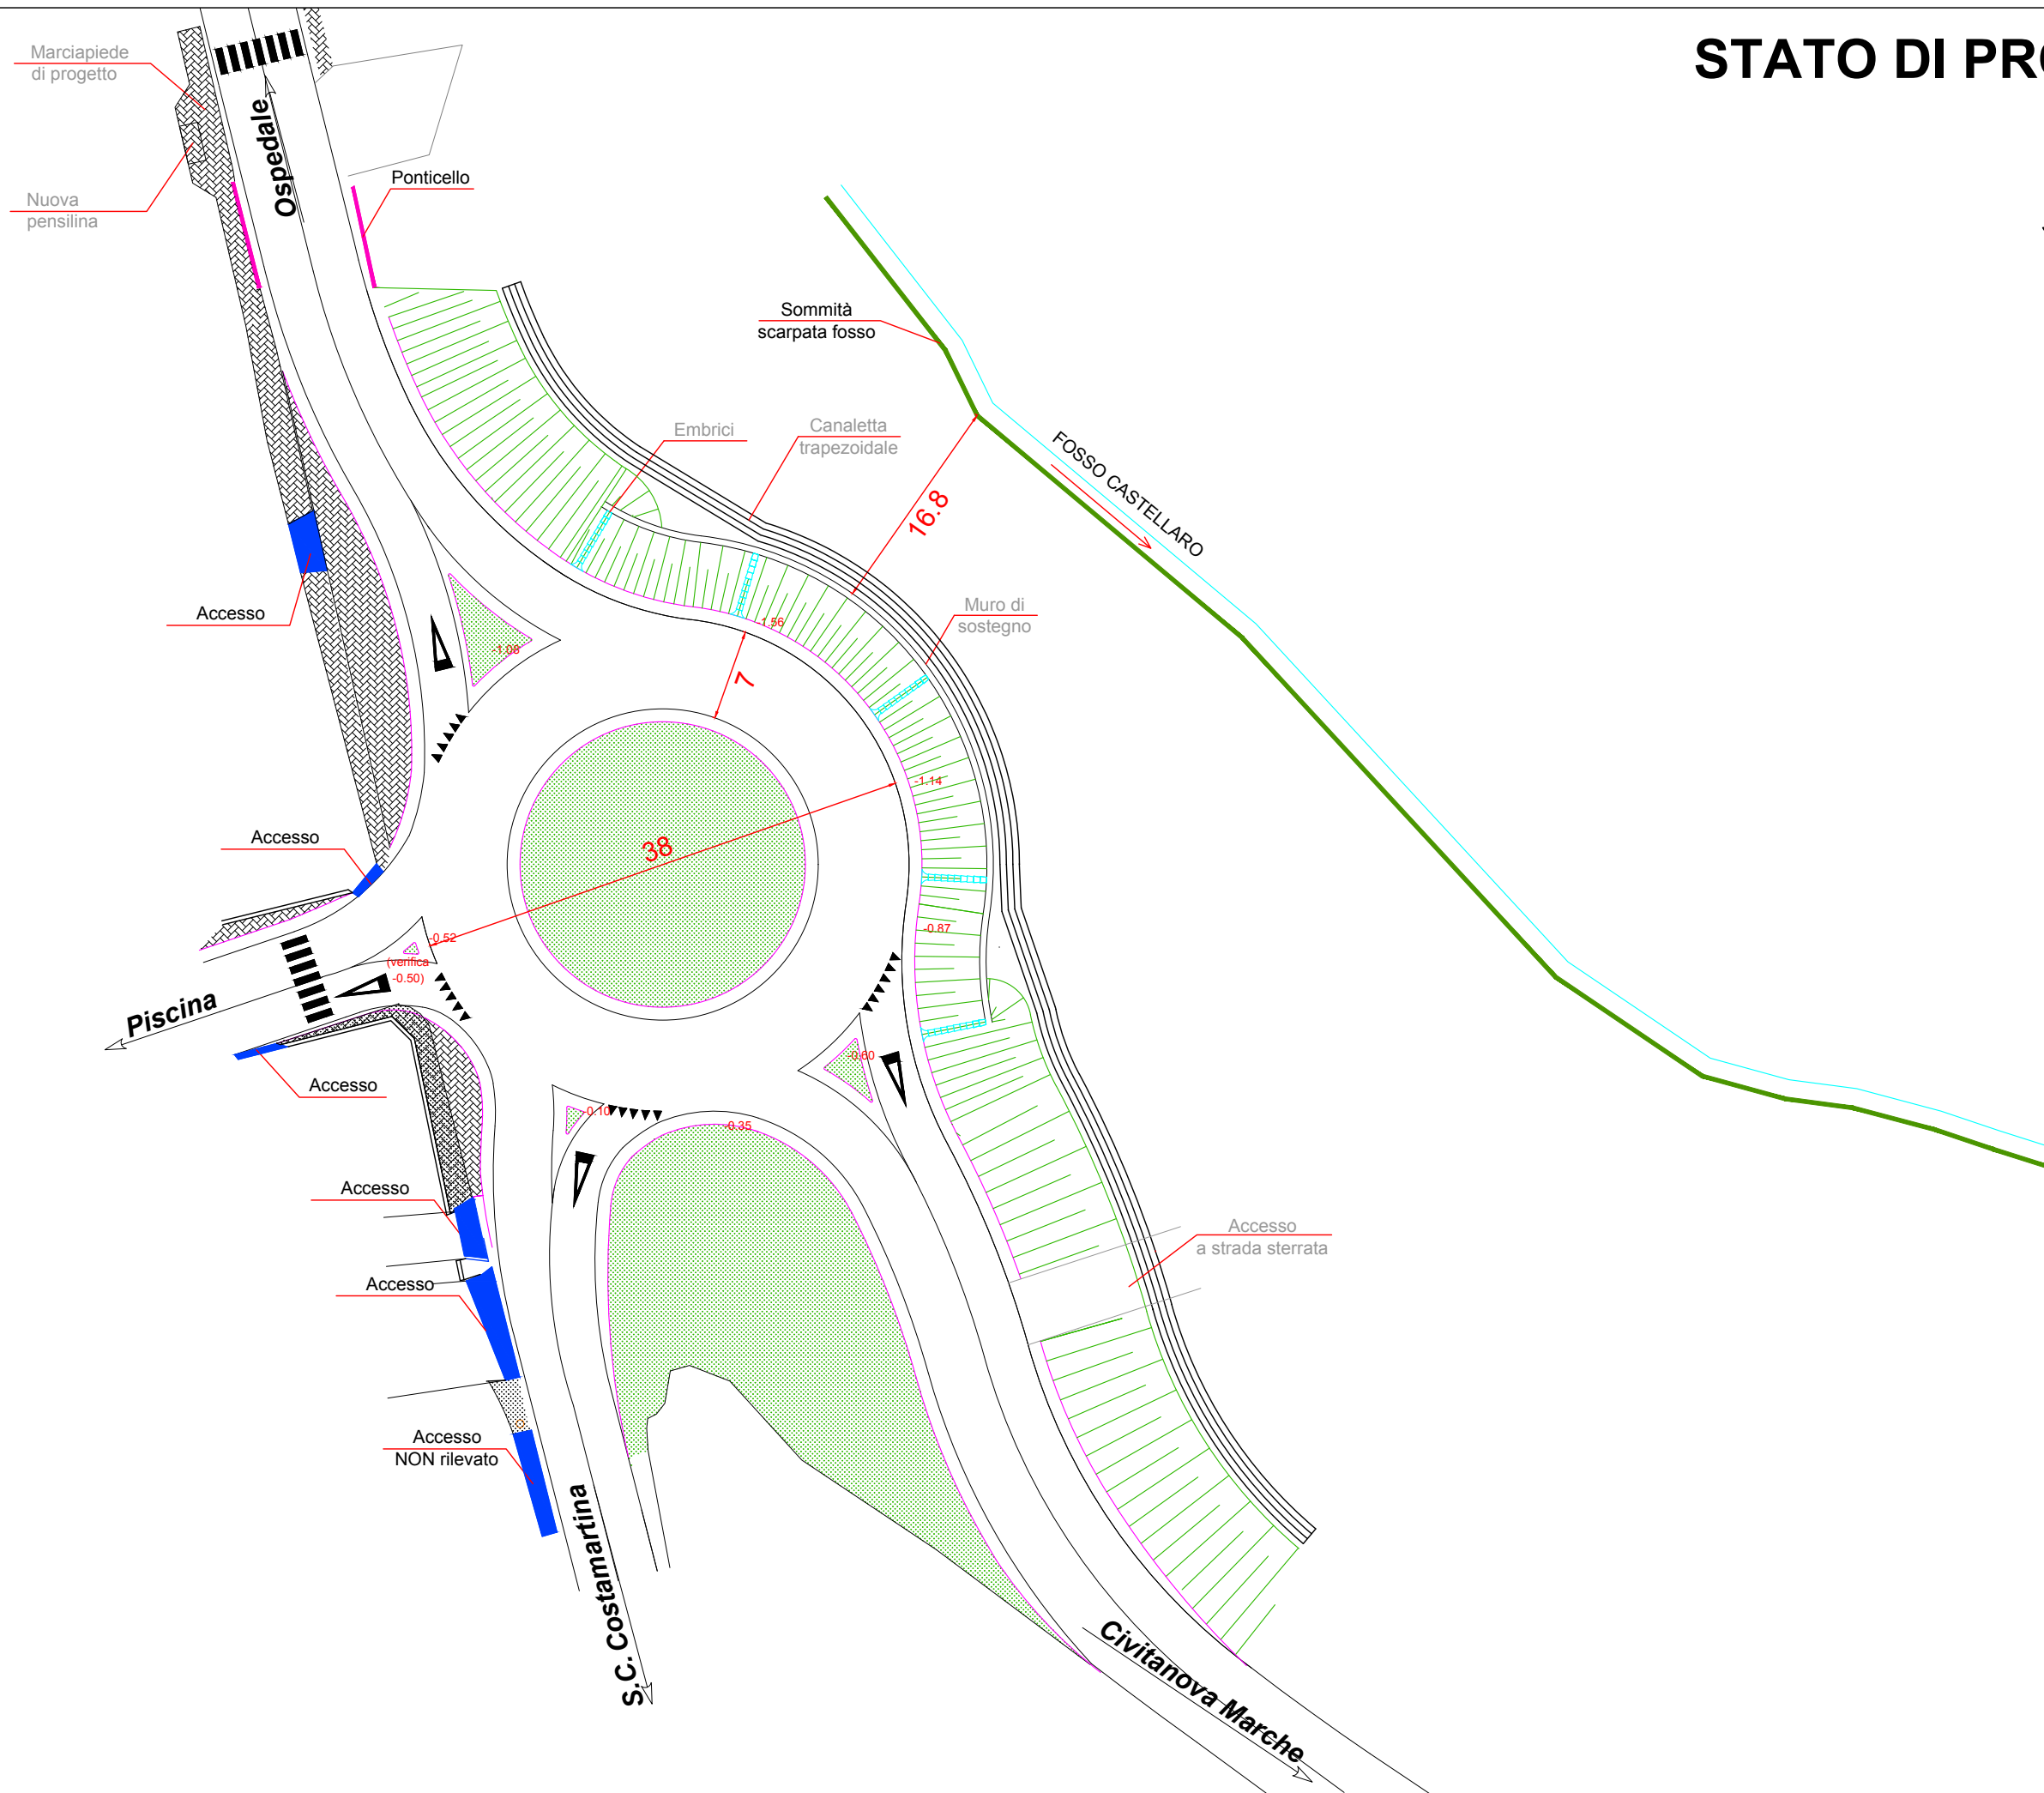 STATO DI PR
Marciapiede
di progetto
Ospedale
Ponticello
Nuova
pensilina
Sommità
scarpata fosso
Embrici
Canaletta
trapezoidale
FOSSO CASTELLARO
16.8
Accesso
Muro di
sostegno
-1.56
-1.08
7
-1.14
Accesso
38
-0.87
-0.52
(verifica
-0.50)
Piscina
-0.60
Accesso
-0.10
-0.35
Accesso
Accesso
a strada sterrata
Accesso
Accesso
NON rilevato
S.C. Costamartina
Civitanova Marche